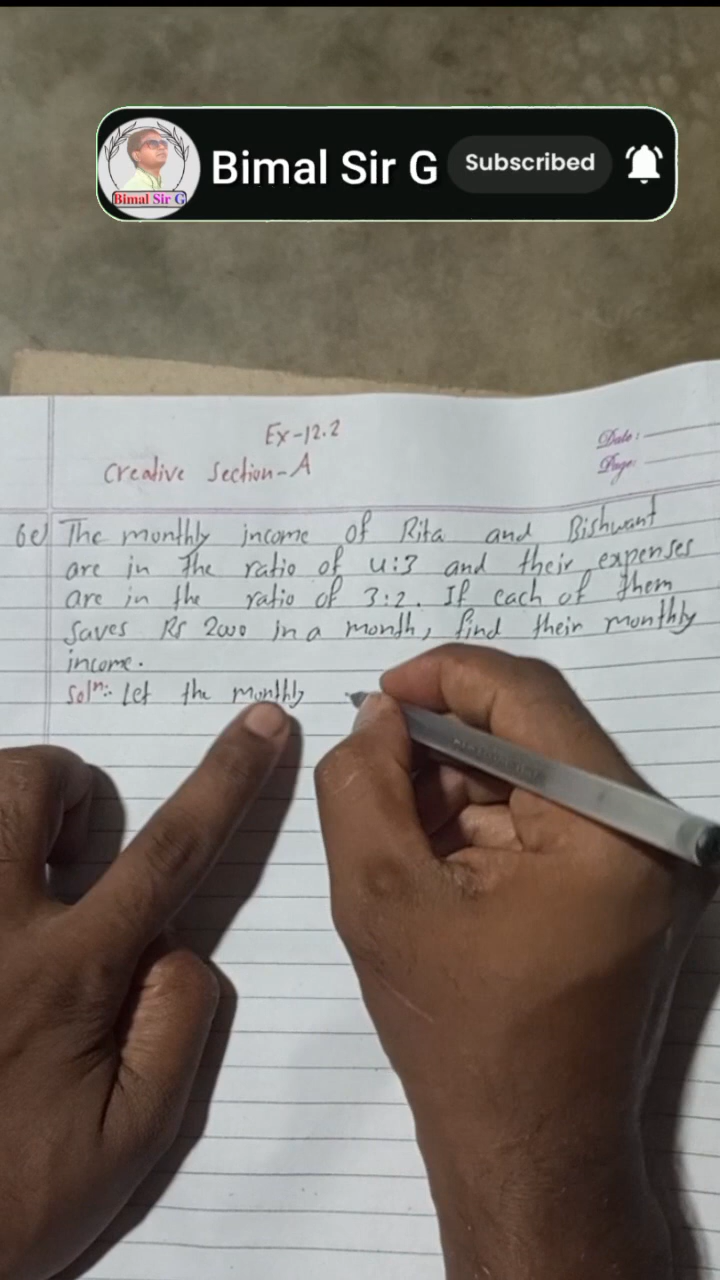 Bimal Sir G
Bimal Sir G Subscribed
Ex-12.2
Date:
Creative Section-A
Page:
6e) The monthly income of Rita and Bishwant
are in the ratio of 4:3 and their expenses
are in the ratio of 3:2. If each of them
saves Rs 2000 in a month, find their monthly
income.
Soln:. Let the monthly